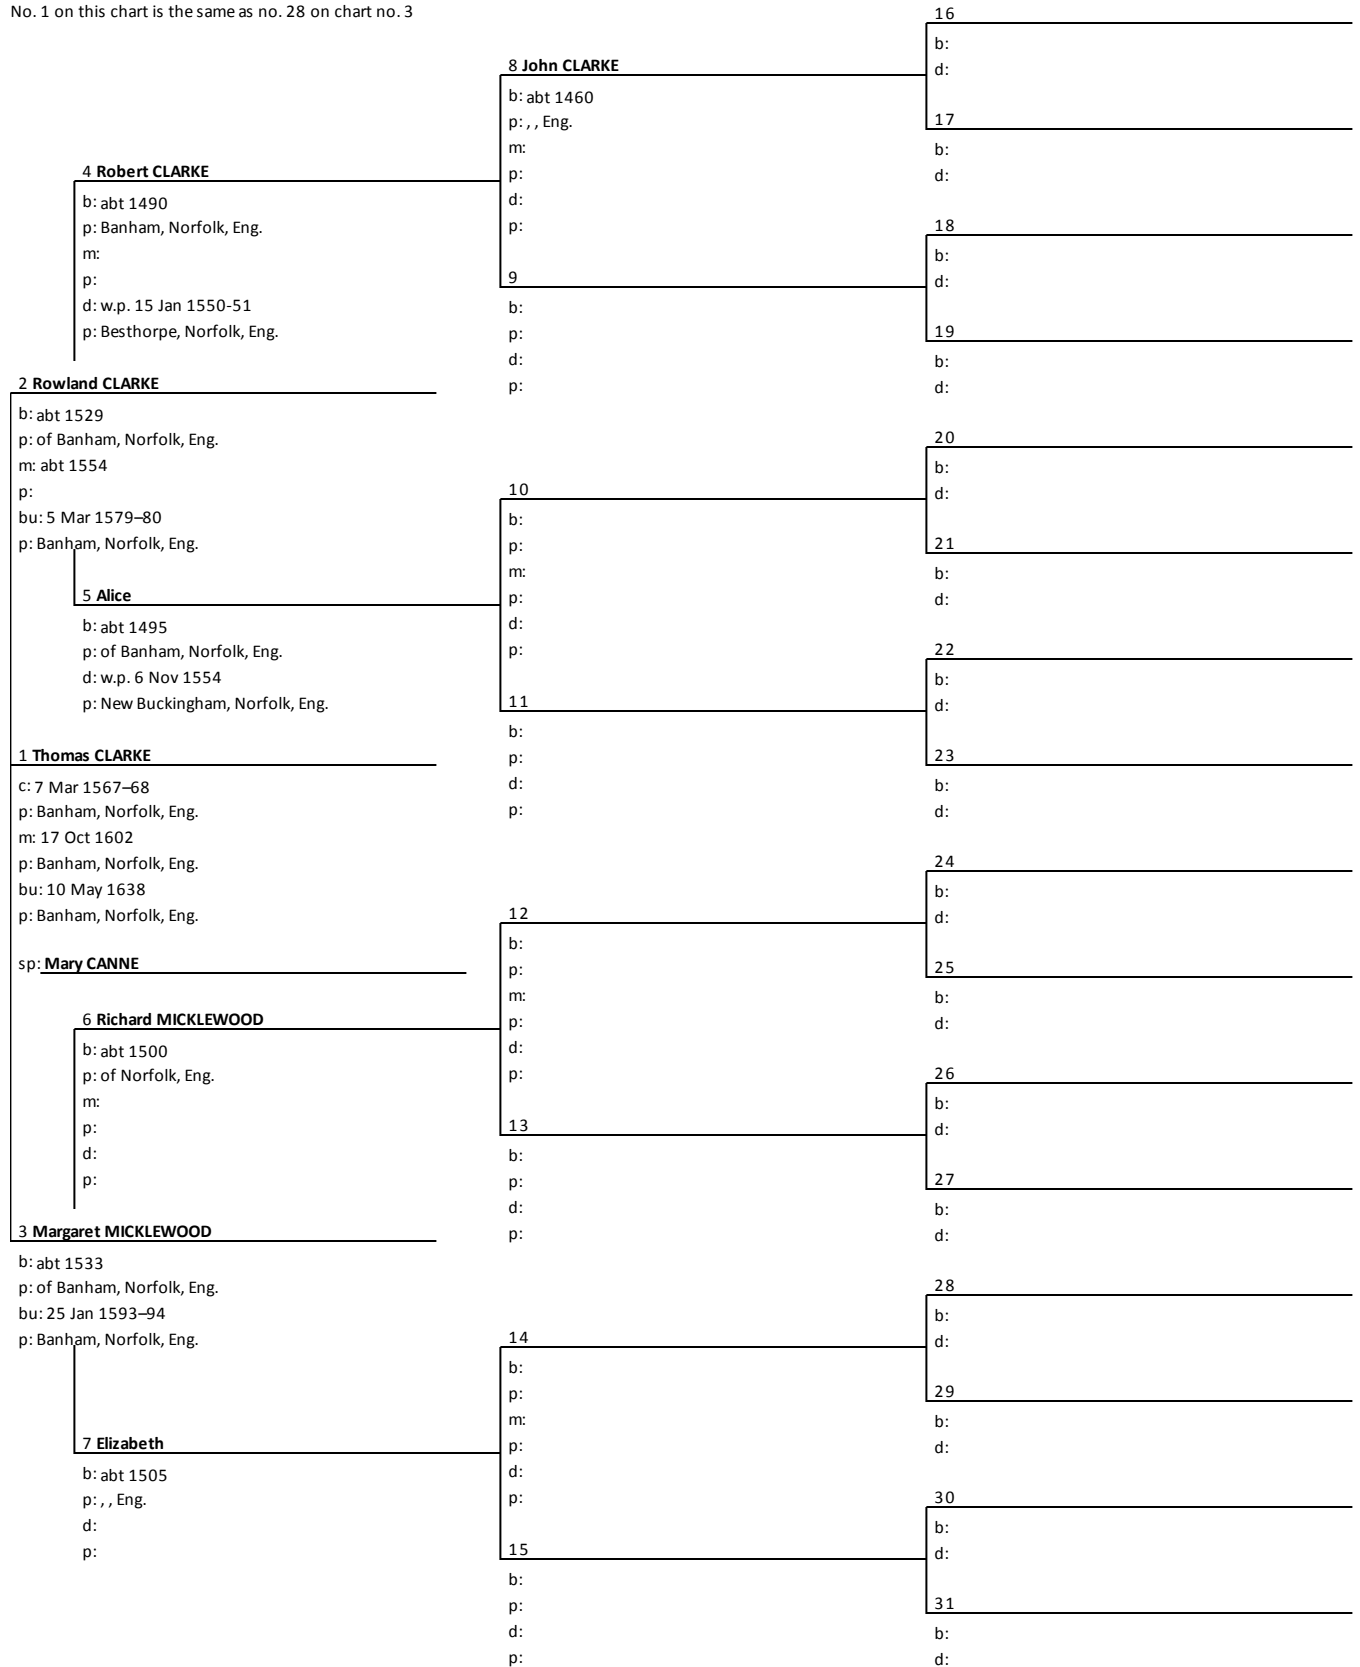 No. 1 on this chart is the same as no. 28 on chart no. 3
16
b:
d:
8 John CLARKE
b: abt 1460
p: , , Eng.
m:
p:
d:
p:
17
b:
d:
4 Robert CLARKE
b: abt 1490
p: Banham, Norfolk, Eng.
m:
p:
d: w.p. 15 Jan 1550-51
p: Besthorpe, Norfolk, Eng.
18
b:
d:
9
b:
p:
d:
p:
19
b:
d:
2 Rowland CLARKE
b: abt 1529
p: of Banham, Norfolk, Eng.
m: abt 1554
p:
bu: 5 Mar 1579–80
p: Banham, Norfolk, Eng.
20
b:
d:
10
b:
p:
m:
p:
d:
p:
21
b:
d:
5 Alice
b: abt 1495
p: of Banham, Norfolk, Eng.
d: w.p. 6 Nov 1554
p: New Buckingham, Norfolk, Eng.
22
b:
d:
11
b:
p:
d:
p:
23
b:
d:
1 Thomas CLARKE
c: 7 Mar 1567–68
p: Banham, Norfolk, Eng.
m: 17 Oct 1602
p: Banham, Norfolk, Eng.
bu: 10 May 1638
p: Banham, Norfolk, Eng.
sp: Mary CANNE
24
b:
d:
12
b:
p:
m:
p:
d:
p:
25
b:
d:
6 Richard MICKLEWOOD
b: abt 1500
p: of Norfolk, Eng.
m:
p:
d:
p:
26
b:
d:
13
b:
p:
d:
p:
27
b:
d:
3 Margaret MICKLEWOOD
b: abt 1533
p: of Banham, Norfolk, Eng.
bu: 25 Jan 1593–94
p: Banham, Norfolk, Eng.
28
b:
d:
14
b:
p:
m:
p:
d:
p:
29
b:
d:
7 Elizabeth
b: abt 1505
p: , , Eng.
d:
p:
30
b:
d:
15
b:
p:
d:
p:
31
b:
d: